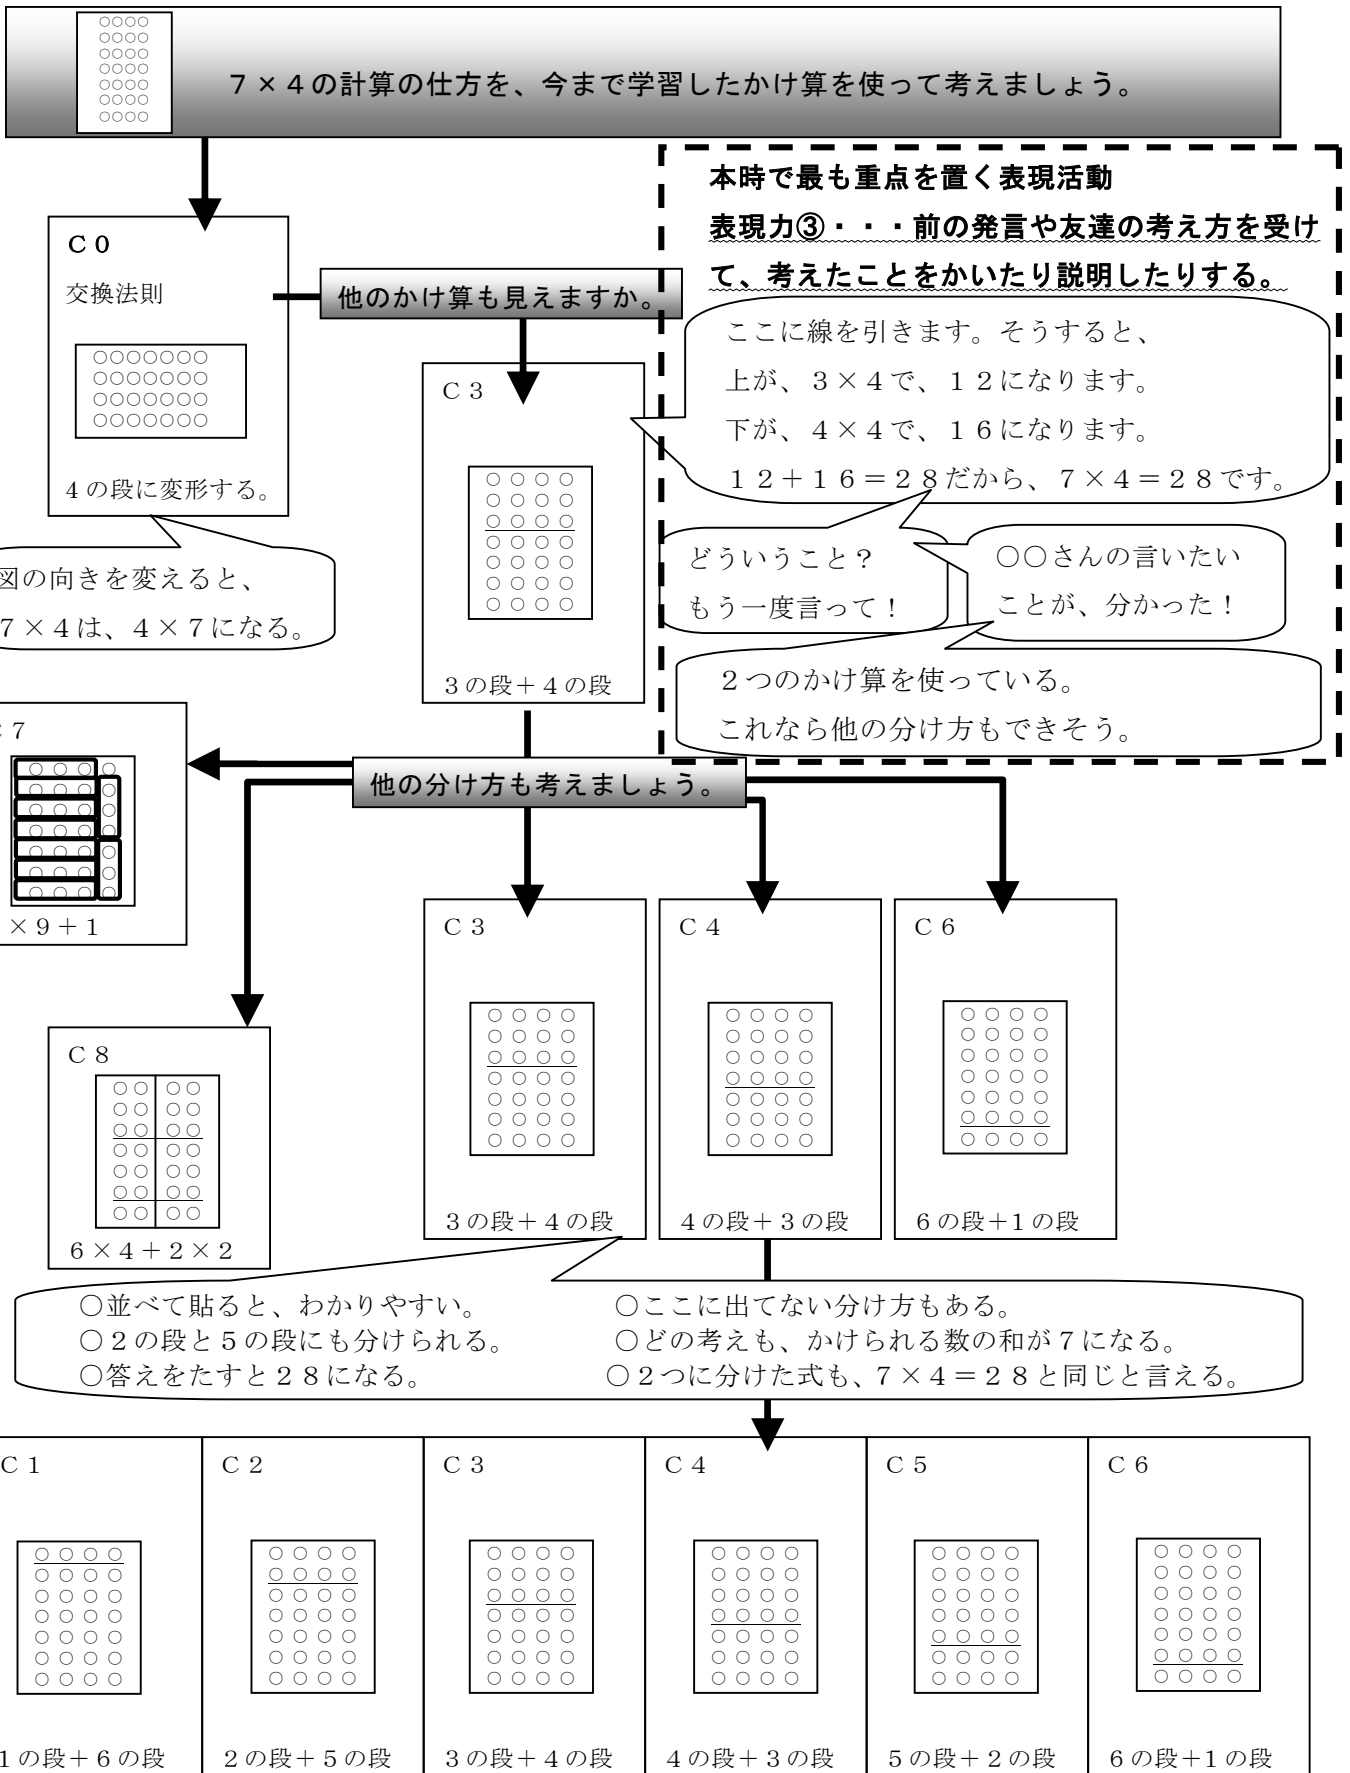 ７×４の計算の仕方を、今まで学習したかけ算を使って考えましょう。
本時で最も重点を置く表現活動
表現力③・・・前の発言や友達の考え方を受け
て、考えたことをかいたり説明したりする。
Ｃ０
交換法則
４の段に変形する。
他のかけ算も見えますか。
Ｃ３
３の段＋４の段
ここに線を引きます。そうすると、
上が、３×４で、１２になります。
下が、４×４で、１６になります。
１２＋１６＝２８だから、７×４＝２８です。
どういうこと？
もう一度言って！
○○さんの言いたい
ことが、分かった！
２つのかけ算を使っている。
これなら他の分け方もできそう。
図の向きを変えると、
７×４は、４×７になる。
７
×９＋１
他の分け方も考えましょう。
Ｃ８
６×４＋２×２
Ｃ３
３の段＋４の段
Ｃ４
４の段＋３の段
Ｃ６
６の段＋１の段
○並べて貼ると、わかりやすい。
○２の段と５の段にも分けられる。
○答えをたすと２８になる。
○ここに出てない分け方もある。
○どの考えも、かけられる数の和が７になる。
○２つに分けた式も、７×４＝２８と同じと言える。
Ｃ１
１の段＋６の段
Ｃ２
２の段＋５の段
Ｃ３
３の段＋４の段
Ｃ４
４の段＋３の段
Ｃ５
５の段＋２の段
Ｃ６
６の段＋１の段